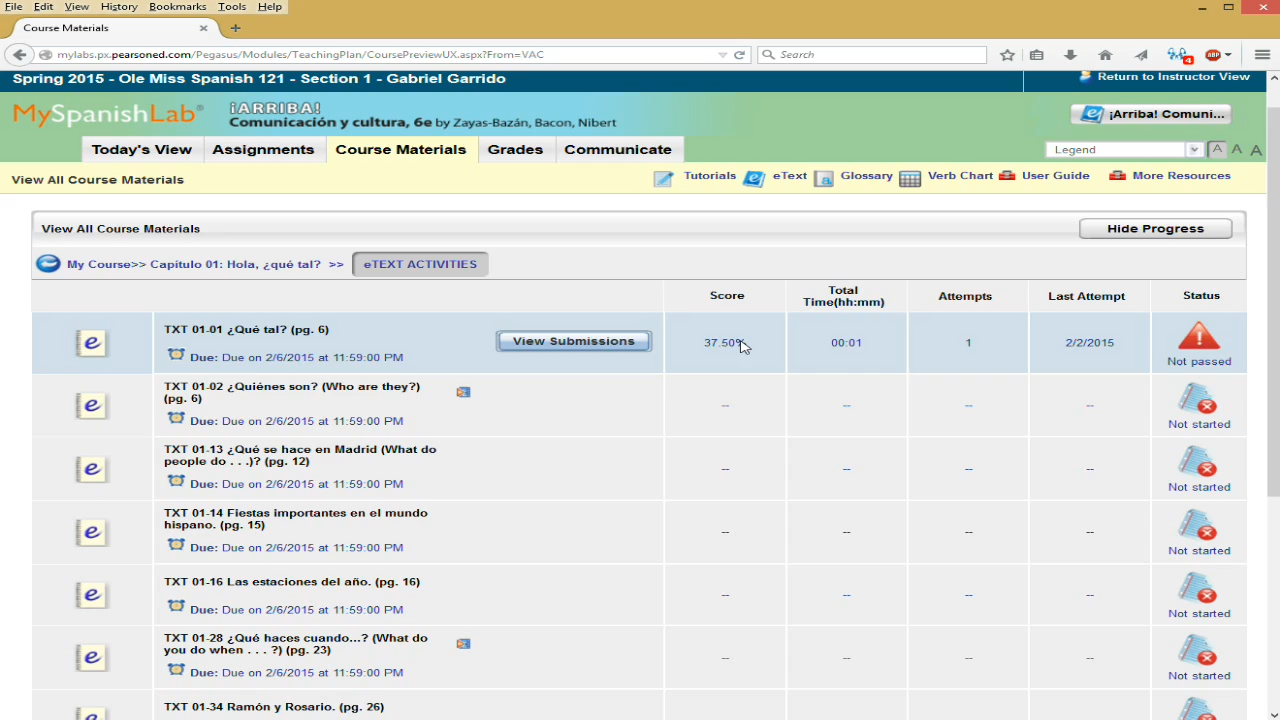 File Edit View History Bookmarks Tools Help
Course Materials
mylabs.px.pearsoned.com/Pegasus/Modules/TeachingPlan/CoursePreviewUX.aspx?From=VAC
Search
4
ABP
Spring 2015 - Ole Miss Spanish 121 - Section 1 - Gabriel Garrido
Return to Instructor View
MySpanishLab®
¡ARRIBA!
Comunicación y cultura, 6e by Zayas-Bazán, Bacon, Nibert
¡Arriba! Comuni...
Today's View Assignments Course Materials Grades Communicate
Legend A A A
View All Course Materials
Tutorials eText Glossary Verb Chart User Guide More Resources
View All Course Materials
Hide Progress
My Course>> Capítulo 01: Hola, ¿qué tal? >> eTEXT ACTIVITIES
Score Total Time(hh:mm) Attempts Last Attempt Status
TXT 01-01 ¿Qué tal? (pg. 6)
Due: Due on 2/6/2015 at 11:59:00 PM
View Submissions
37.50% 00:01 1 2/2/2015
Not passed
TXT 01-02 ¿Quiénes son? (Who are they?)
(pg. 6)
Due: Due on 2/6/2015 at 11:59:00 PM
-- -- -- --
Not started
TXT 01-13 ¿Qué se hace en Madrid (What do
people do . . .)? (pg. 12)
Due: Due on 2/6/2015 at 11:59:00 PM
-- -- -- --
Not started
TXT 01-14 Fiestas importantes en el mundo
hispano. (pg. 15)
Due: Due on 2/6/2015 at 11:59:00 PM
-- -- -- --
Not started
TXT 01-16 Las estaciones del año. (pg. 16)
Due: Due on 2/6/2015 at 11:59:00 PM
-- -- -- --
Not started
TXT 01-28 ¿Qué haces cuando...? (What do
you do when . . . ?) (pg. 23)
Due: Due on 2/6/2015 at 11:59:00 PM
-- -- -- --
Not started
TXT 01-34 Ramón y Rosario. (pg. 26)